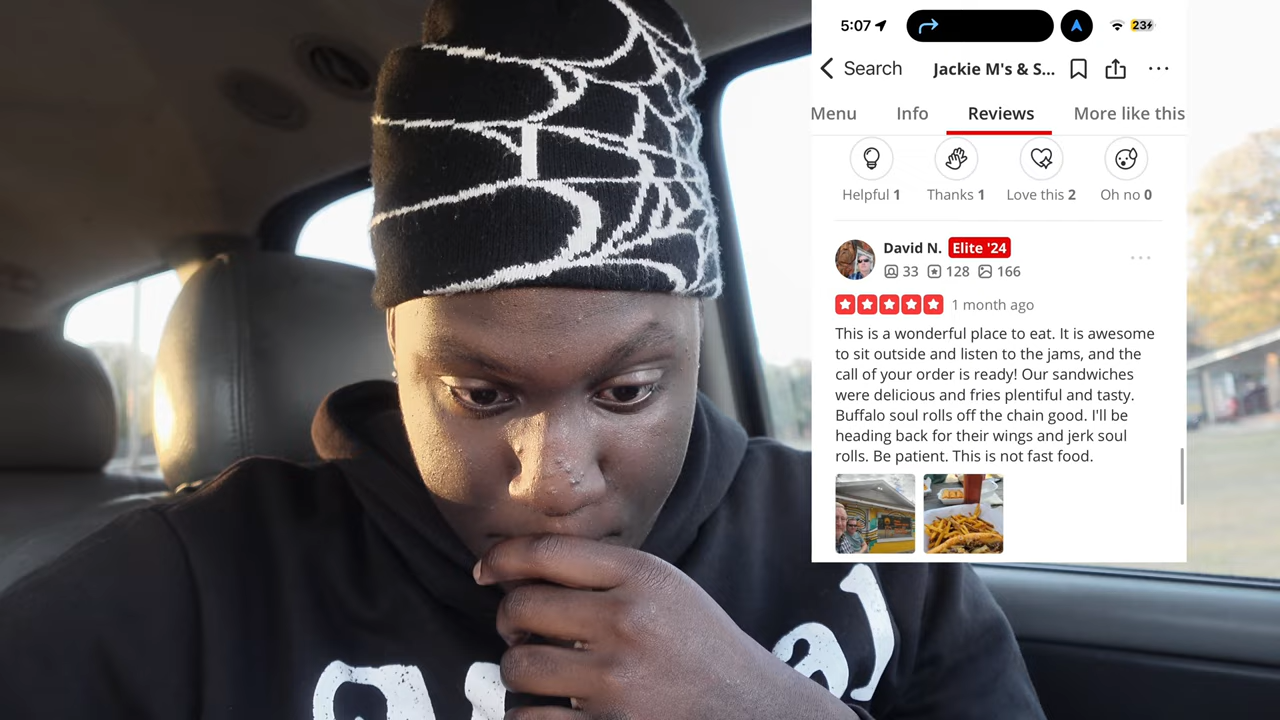 5:07
23
Search
Jackie M's & S...
Menu
Info
Reviews
More like this
Helpful 1
Thanks 1
Love this 2
Oh no 0
David N.
Elite '24
33
128
166
1 month ago
This is a wonderful place to eat. It is awesome
to sit outside and listen to the jams, and the
call of your order is ready! Our sandwiches
were delicious and fries plentiful and tasty.
Buffalo soul rolls off the chain good. I'll be
heading back for their wings and jerk soul
rolls. Be patient. This is not fast food.